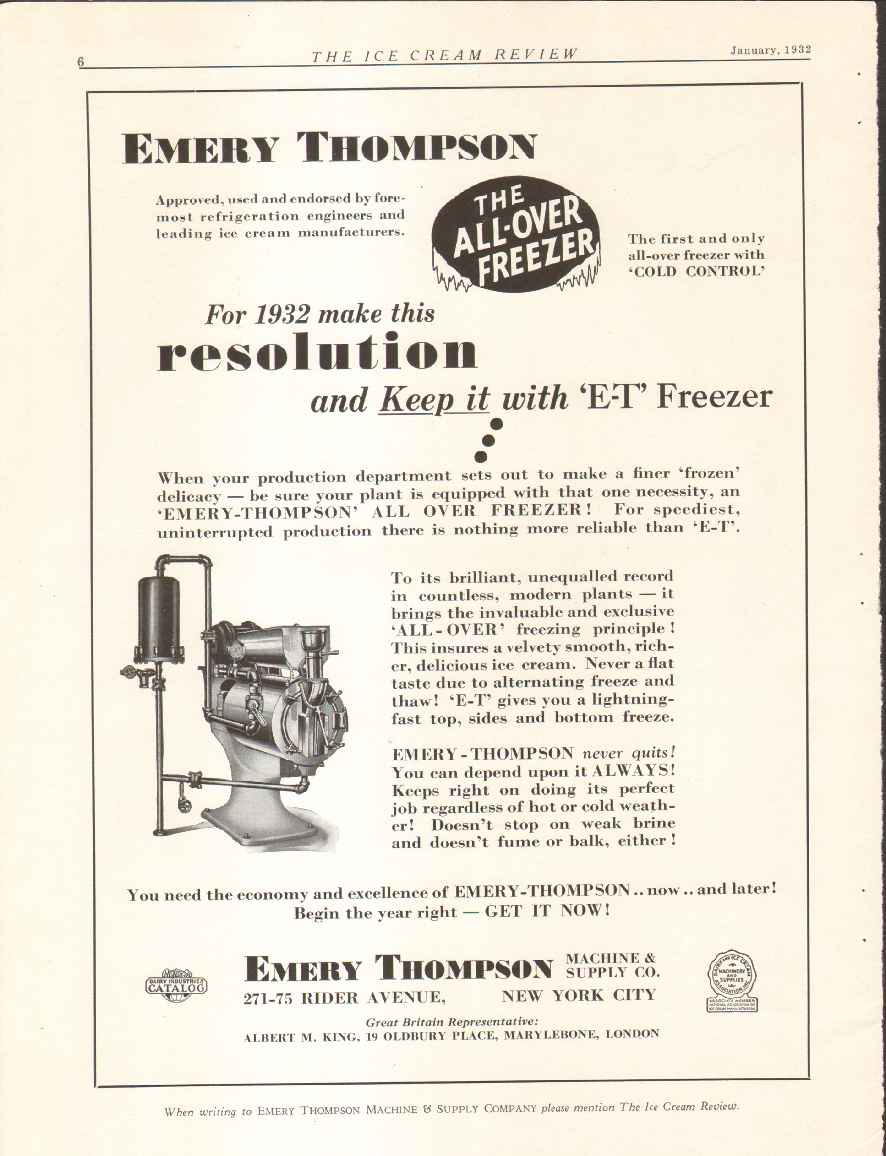 6
THE ICE CREAM REVIEW
January, 1932
EMERY THOMPSON
Approved, used and endorsed by fore-
most refrigeration engineers and
leading ice cream manufacturers.
THE
ALL-OVER
FREEZER
The first and only
all-over freezer with
‘COLD CONTROL’
For 1932 make this
resolution
and Keep it with ‘E-T’ Freezer
When your production department sets out to make a finer ‘frozen’
delicacy — be sure your plant is equipped with that one necessity, an
‘EMERY-THOMPSON’ ALL OVER FREEZER! For speediest,
uninterrupted production there is nothing more reliable than ‘E-T’.
To its brilliant, unequalled record
in countless, modern plants — it
brings the invaluable and exclusive
‘ALL-OVER’ freezing principle!
This insures a velvety smooth, rich-
er, delicious ice cream. Never a flat
taste due to alternating freeze and
thaw! ‘E-T’ gives you a lightning-
fast top, sides and bottom freeze.
EMERY-THOMPSON never quits!
You can depend upon it ALWAYS!
Keeps right on doing its perfect
job regardless of hot or cold weath-
er! Doesn't stop on weak brine
and doesn't fume or balk, either!
You need the economy and excellence of EMERY-THOMPSON .. now .. and later!
Begin the year right — GET IT NOW!
EMERY THOMPSON MACHINE &
SUPPLY CO.
271-75 RIDER AVENUE, NEW YORK CITY
Great Britain Representative:
ALBERT M. KING, 19 OLDBURY PLACE, MARYLEBONE, LONDON
DAIRY INDUSTRIES
CATALOG
MACHINERY
AND
SUPPLIES
When writing to EMERY THOMPSON MACHINE & SUPPLY COMPANY please mention The Ice Cream Review.